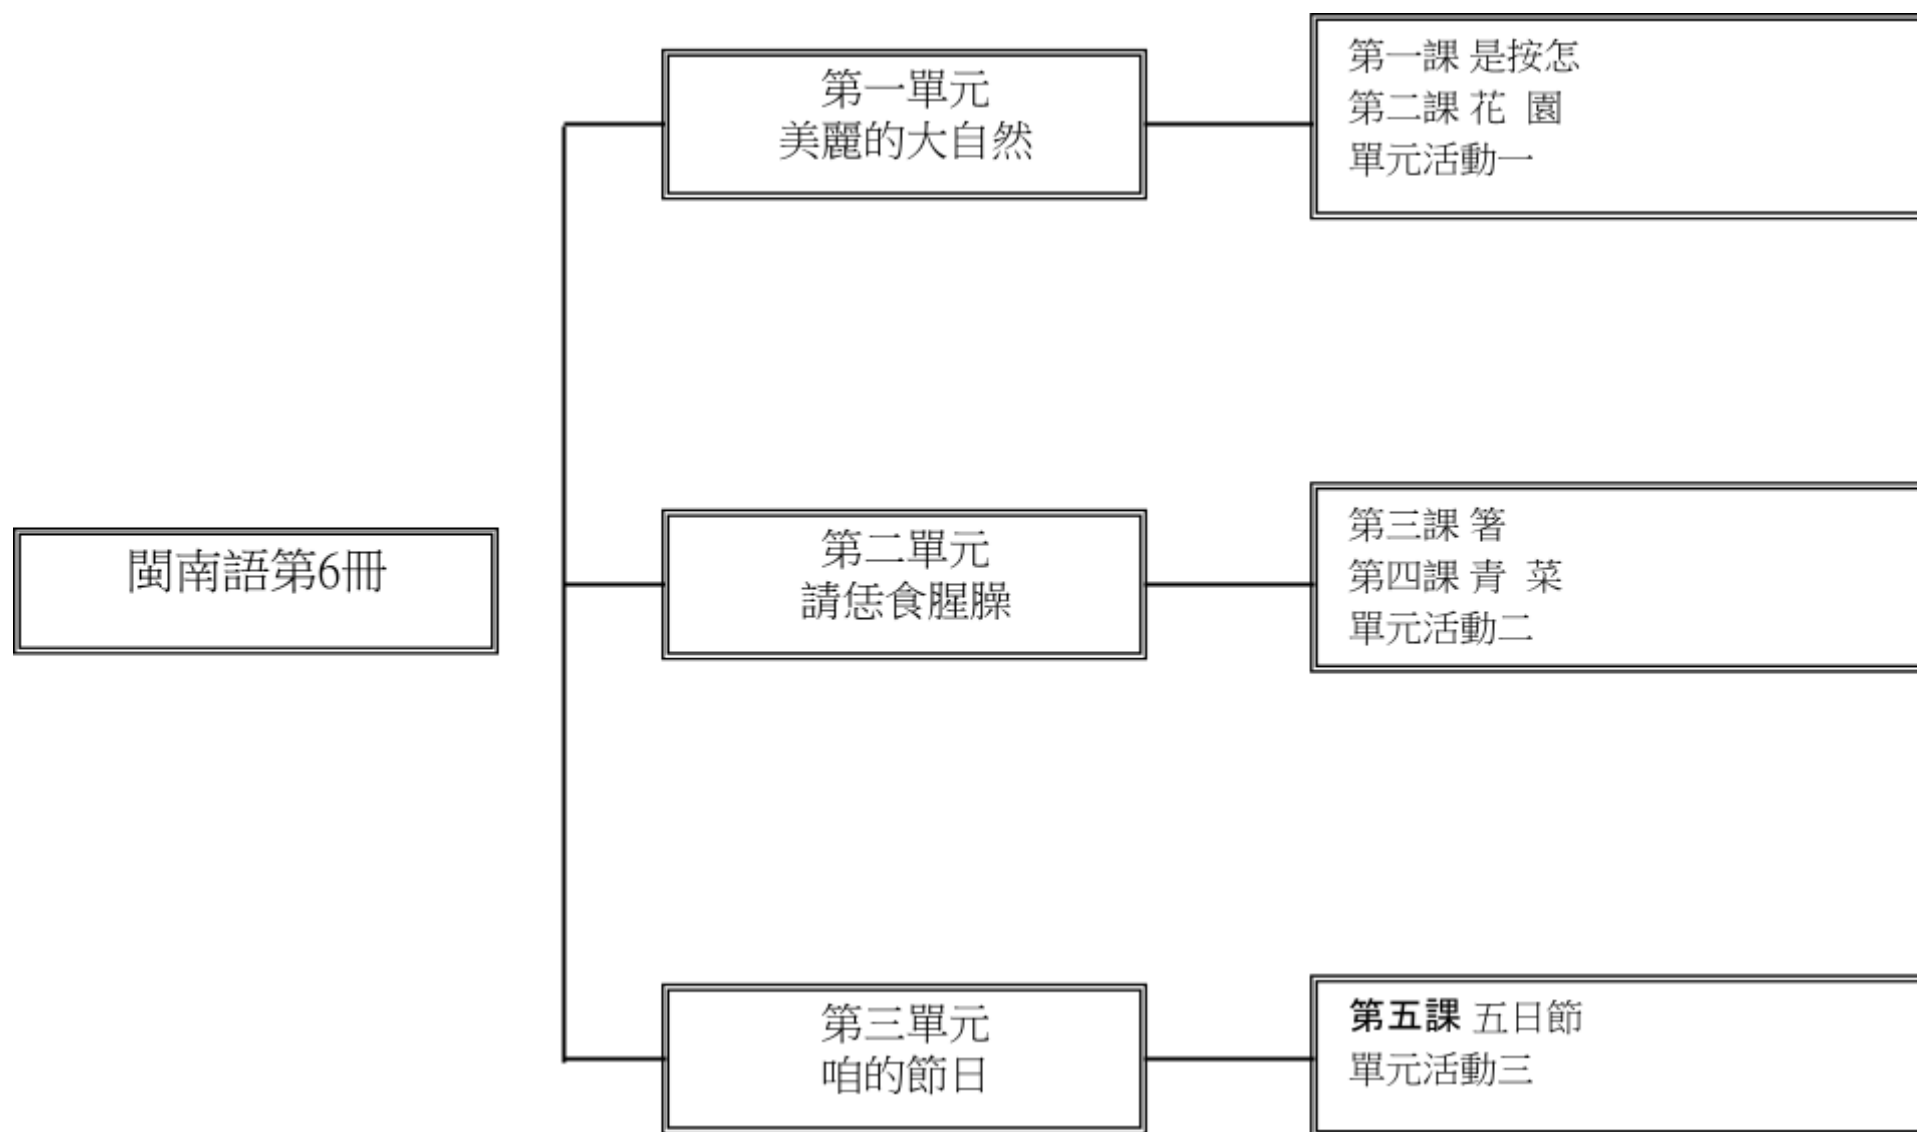 閩南語第6冊
第一單元
美麗的大自然
第一課 是按怎
第二課 花 園
單元活動一
第二單元
請恁食腥臊
第三課 箸
第四課 青 菜
單元活動二
第三單元
咱的節日
第五課 五日節
單元活動三